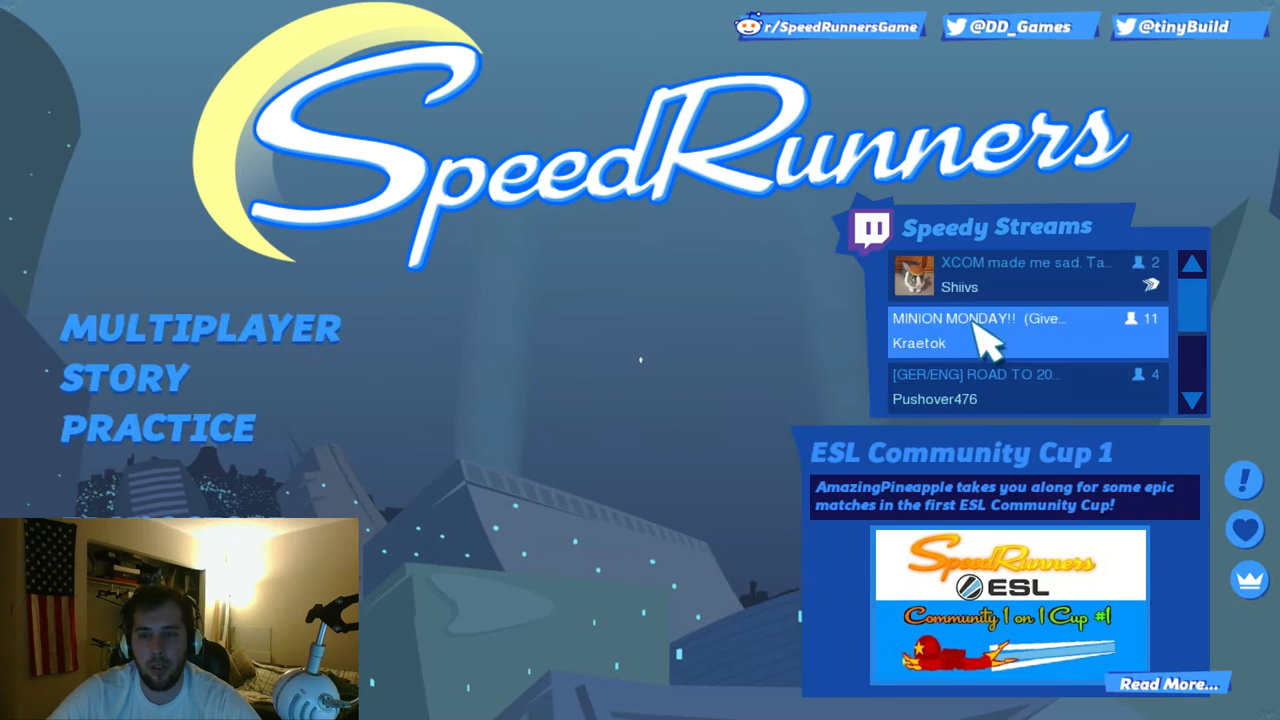 r/SpeedRunnersGame
@DD_Games
@tinyBuild
SpeedRunners
Speedy Streams
XCOM made me sad. Ta... 2
Shiivs
MINION MONDAY!! (Give... 11
Kraetok
[GER/ENG] ROAD TO 20... 4
Pushover476
MULTIPLAYER
STORY
PRACTICE
ESL Community Cup 1
AmazingPineapple takes you along for some epic
matches in the first ESL Community Cup!
SpeedRunners
ESL
Community 1 on 1 Cup #1
Read More...